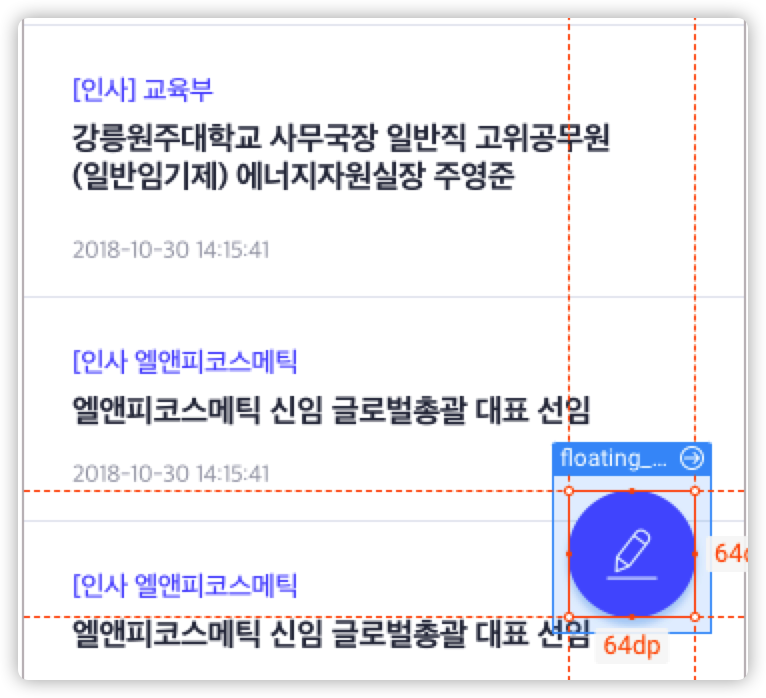 [인사] 교육부
강릉원주대학교 사무국장 일반직 고위공무원
(일반임기제) 에너지자원실장 주영준
2018-10-30 14:15:41
[인사 엘앤피코스메틱
엘앤피코스메틱 신임 글로벌총괄 대표 선임
2018-10-30 14:15:41
floating_...
[인사 엘앤피코스메틱
64
엘앤피코스메틱 신임 글로벌총괄 대표 선임
64dp